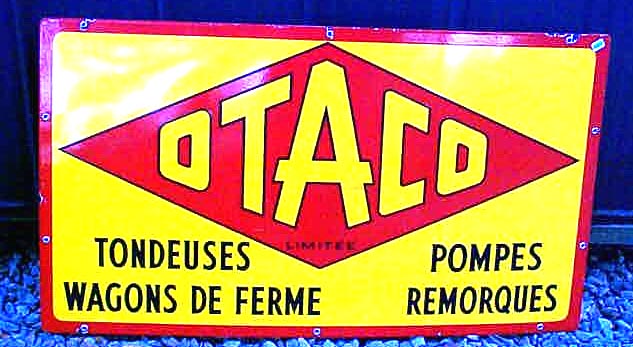 OTACO
LIMITÉE
TONDEUSES
WAGONS DE FERME
POMPES
REMORQUES